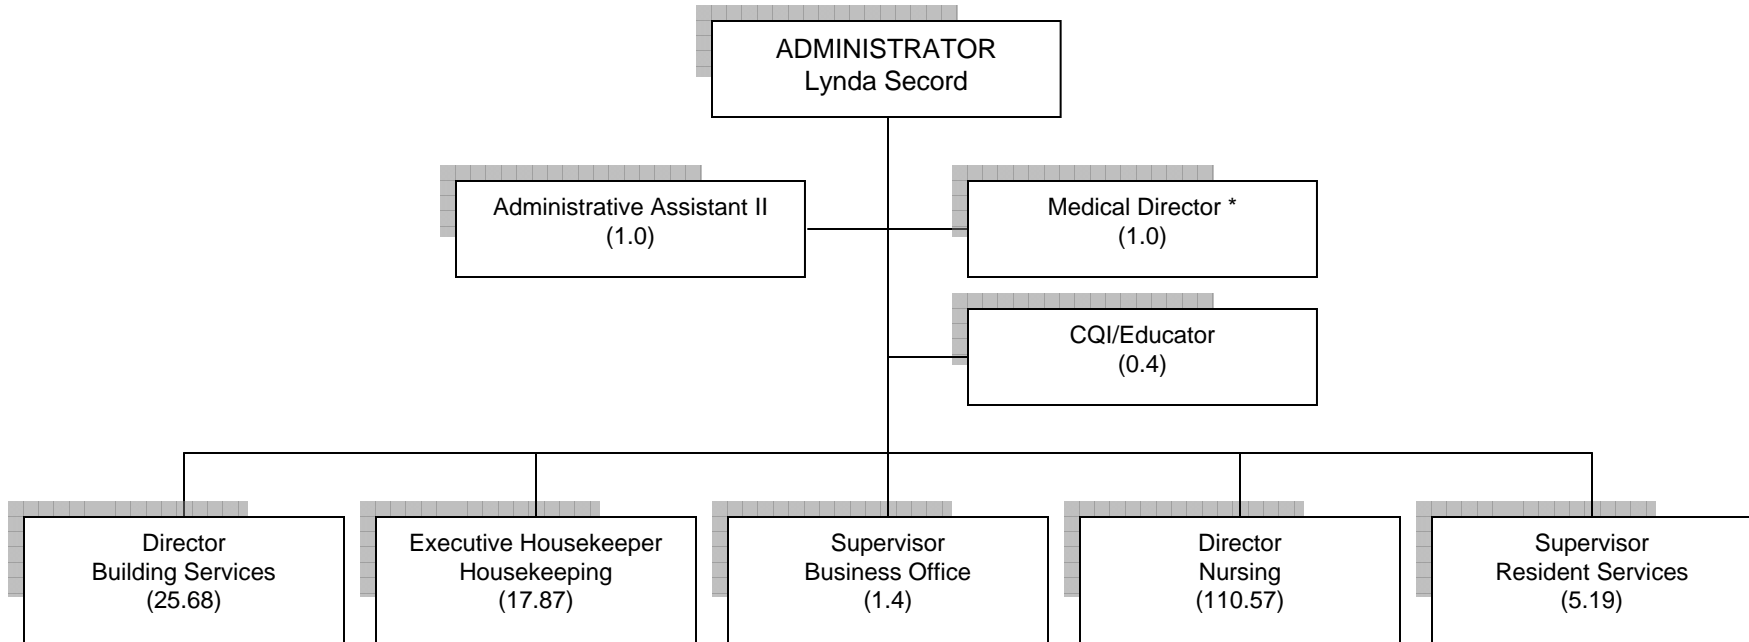 ADMINISTRATOR
Lynda Secord
Administrative Assistant II
(1.0)
Medical Director *
(1.0)
CQI/Educator
(0.4)
Director
Building Services
(25.68)
Executive Housekeeper
Housekeeping
(17.87)
Supervisor
Business Office
(1.4)
Director
Nursing
(110.57)
Supervisor
Resident Services
(5.19)